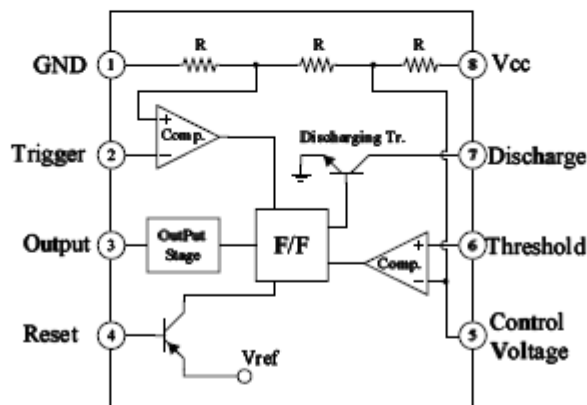 R R R
GND 1 8 Vcc
+
Comp.
−
Trigger 2
Discharging Tr.
7 Discharge
Output 3
OutPut
Stage
F/F
+
Comp.
−
6 Threshold
Reset 4
Vref
5 Control
Voltage